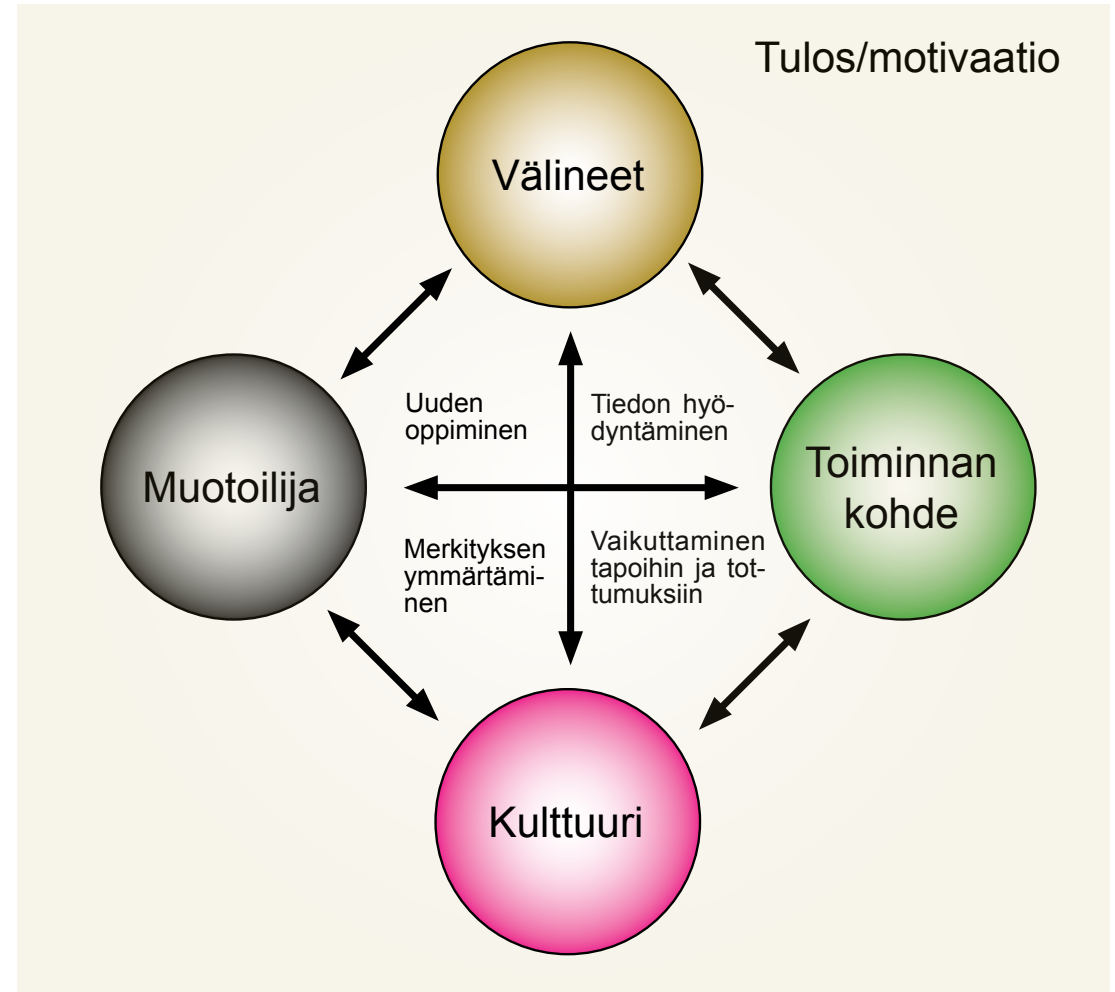 Tulos/motivaatio
Välineet
Uuden
oppiminen
Tiedon hyö-
dyntäminen
Muotoilija
Toiminnan
kohde
Merkityksen
ymmärtämi-
nen
Vaikuttaminen
tapoihin ja tot-
tumuksiin
Kulttuuri